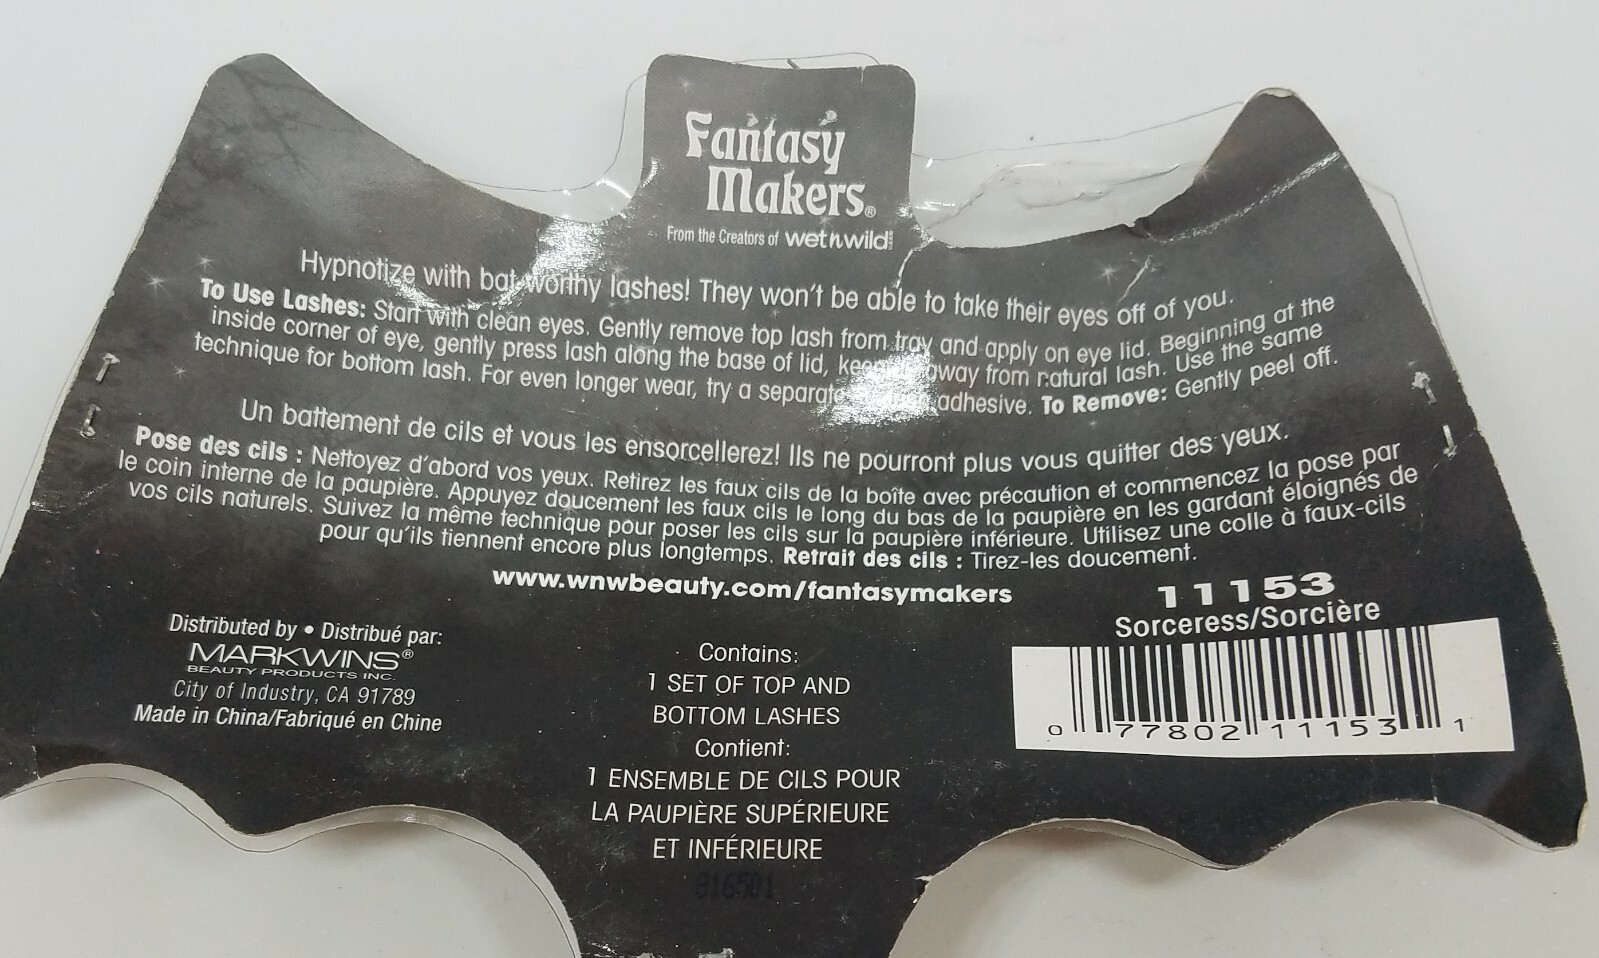 Fantasy
Makers®
From the Creators of wet n wild
Hypnotize with bat-worthy lashes! They won't be able to take their eyes off of you.
To Use Lashes: Start with clean eyes. Gently remove top lash from tray and apply on eye lid. Beginning at the
inside corner of eye, gently press lash along the base of lid, away from natural lash. Use the same
technique for bottom lash. For even longer wear, try a separate adhesive. To Remove: Gently peel off.
Un battement de cils et vous les ensorcellerez! Ils ne pourront plus vous quitter des yeux.
Pose des cils : Nettoyez d'abord vos yeux. Retirez les faux cils de la boîte avec précaution et commencez la pose par
le coin interne de la paupière. Appuyez doucement les faux cils le long du bas de la paupière en les gardant éloignés de
vos cils naturels. Suivez la même technique pour poser les cils sur la paupière inférieure. Utilisez une colle à faux-cils
pour qu'ils tiennent encore plus longtemps. Retrait des cils : Tirez-les doucement.
www.wnwbeauty.com/fantasymakers
Distributed by • Distribué par:
MARKWINS®
BEAUTY PRODUCTS INC.
City of Industry, CA 91789
Made in China/Fabriqué en Chine
Contains:
1 SET OF TOP AND
BOTTOM LASHES
Contient:
1 ENSEMBLE DE CILS POUR
LA PAUPIÈRE SUPÉRIEURE
ET INFÉRIEURE
816501
11153
Sorceress/Sorcière
0 77802 11153 1